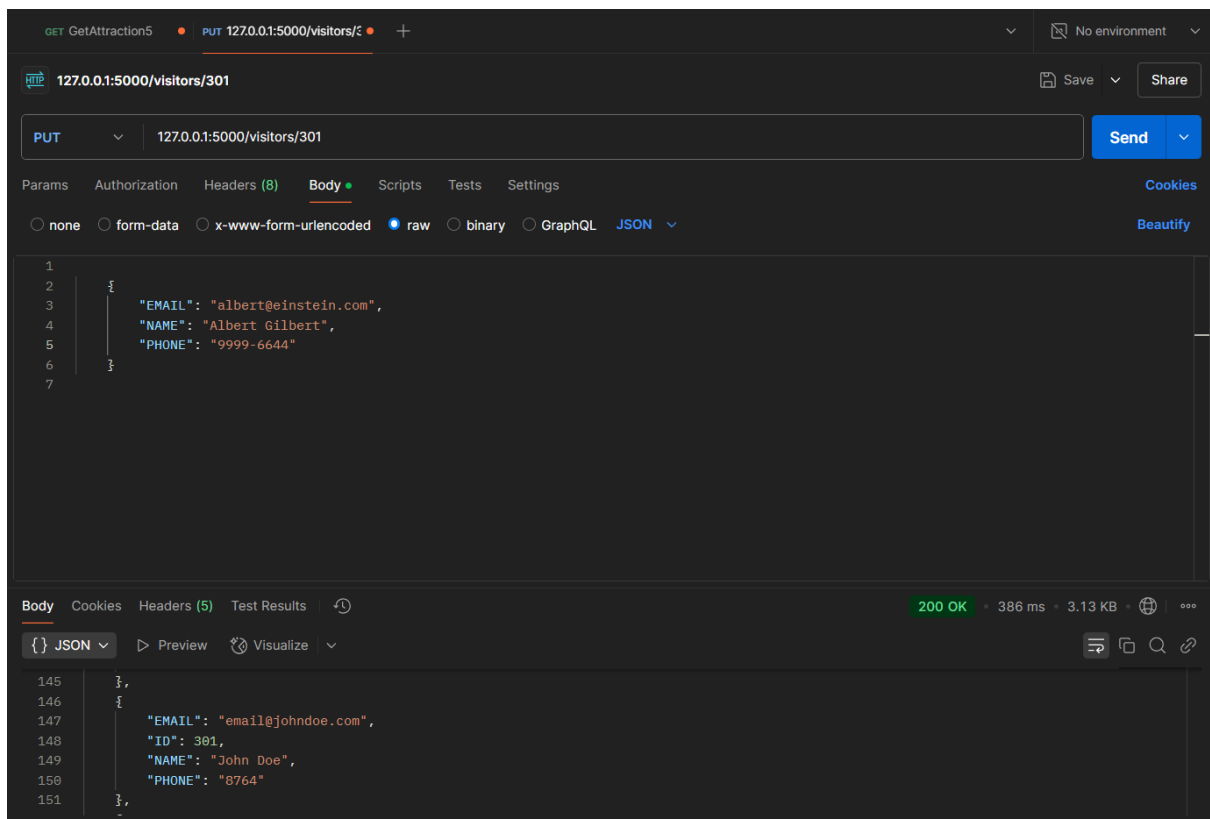 GET GetAttraction5 PUT 127.0.0.1:5000/visitors/3 No environment
HTTP 127.0.0.1:5000/visitors/301 Save Share
PUT 127.0.0.1:5000/visitors/301 Send
Params Authorization Headers (8) Body Scripts Tests Settings Cookies
none form-data x-www-form-urlencoded raw binary GraphQL JSON Beautify
1
2 {
3 "EMAIL": "albert@einstein.com",
4 "NAME": "Albert Gilbert",
5 "PHONE": "9999-6644"
6 }
7
Body Cookies Headers (5) Test Results 200 OK 386 ms 3.13 KB
{} JSON Preview Visualize
145 },
146 {
147 "EMAIL": "email@johndoe.com",
148 "ID": 301,
149 "NAME": "John Doe",
150 "PHONE": "8764"
151 },